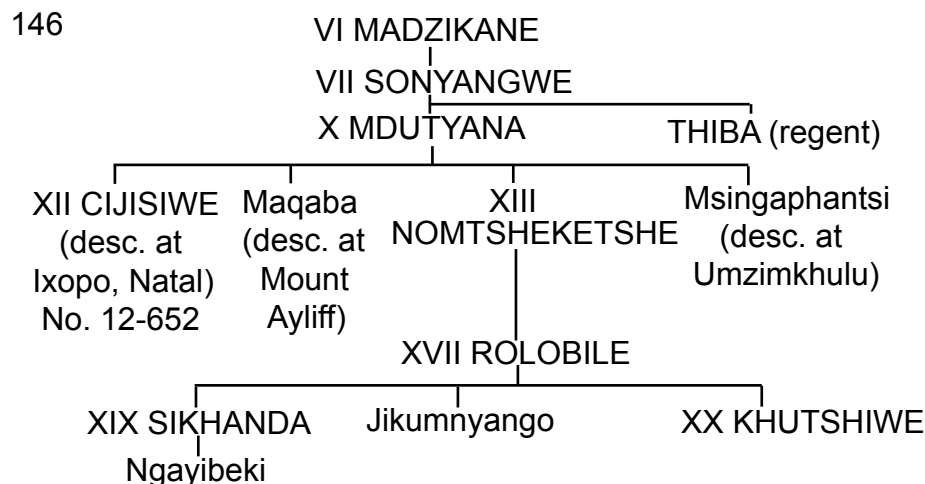 146
VI MADZIKANE
VII SONYANGWE
X MDUTYANA
THIBA (regent)
XII CIJISIWE
(desc. at
Ixopo, Natal)
No. 12-652
Maqaba
(desc. at
Mount
Ayliff)
XIII
NOMTSHEKETSHE
Msingaphantsi
(desc. at
Umzimkhulu)
XVII ROLOBILE
XIX SIKHANDA
Jikumnyango
XX KHUTSHIWE
Ngayibeki